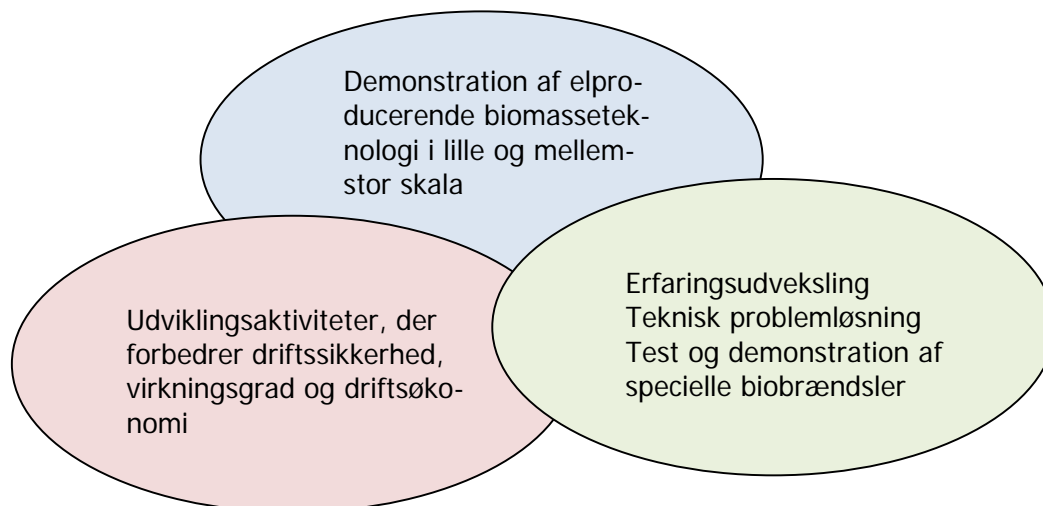 Demonstration af elpro-
ducerende biomassetek-
nologi i lille og mellem-
stor skala
Udviklingsaktiviteter, der
forbedrer driftssikkerhed,
virkningsgrad og driftsøko-
nomi
Erfaringsudveksling
Teknisk problemløsning
Test og demonstration af
specielle biobrændsler